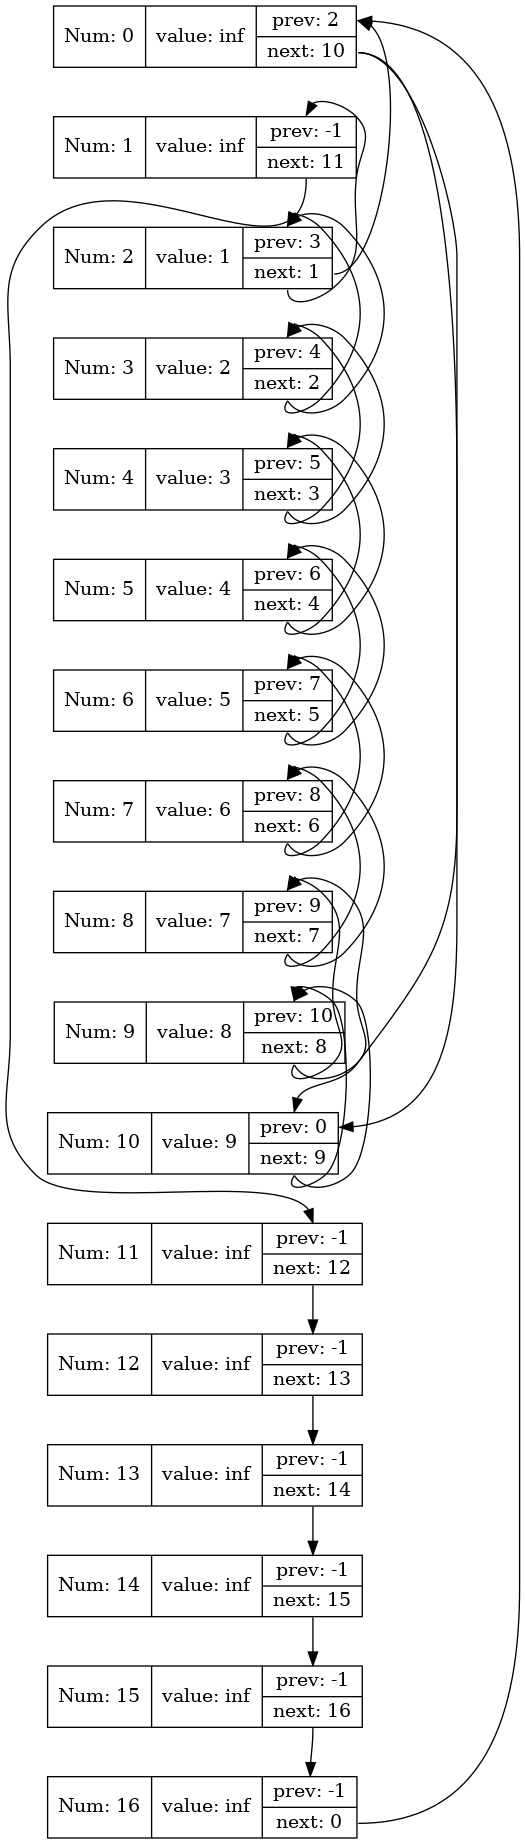 Num: 0 value: inf prev: 2
next: 10
Num: 1 value: inf prev: -1
next: 11
Num: 2 value: 1 prev: 3
next: 1
Num: 3 value: 2 prev: 4
next: 2
Num: 4 value: 3 prev: 5
next: 3
Num: 5 value: 4 prev: 6
next: 4
Num: 6 value: 5 prev: 7
next: 5
Num: 7 value: 6 prev: 8
next: 6
Num: 8 value: 7 prev: 9
next: 7
Num: 9 value: 8 prev: 10
next: 8
Num: 10 value: 9 prev: 0
next: 9
Num: 11 value: inf prev: -1
next: 12
Num: 12 value: inf prev: -1
next: 13
Num: 13 value: inf prev: -1
next: 14
Num: 14 value: inf prev: -1
next: 15
Num: 15 value: inf prev: -1
next: 16
Num: 16 value: inf prev: -1
next: 0